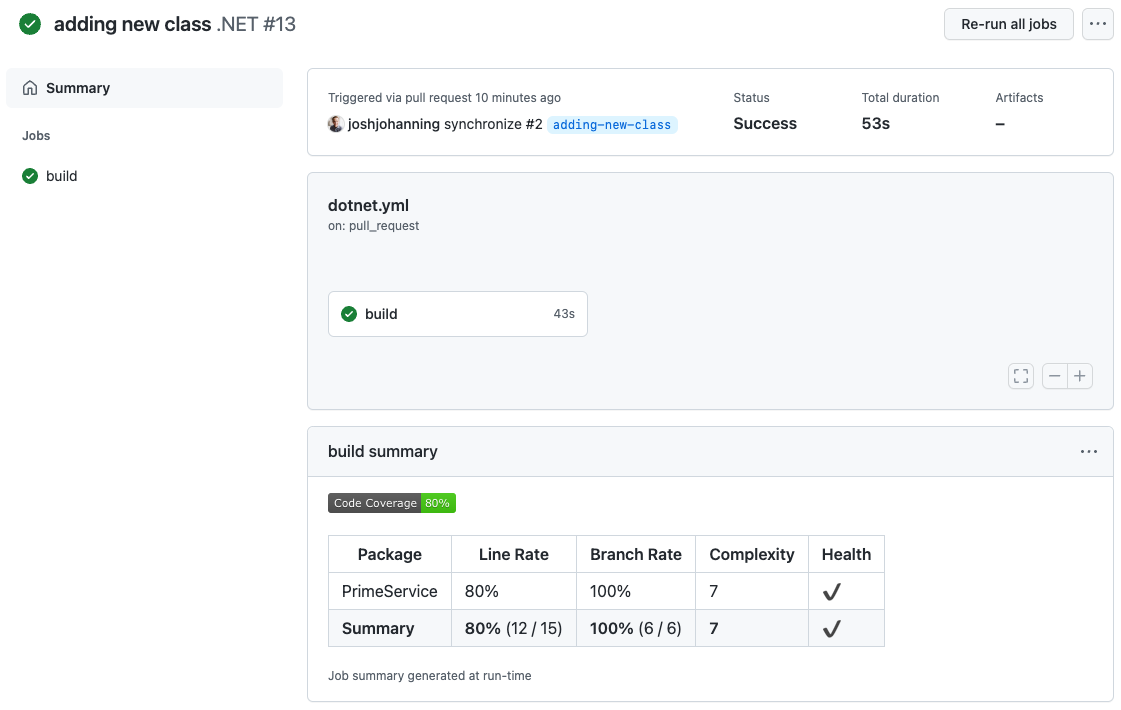 adding new class .NET #13
Re-run all jobs
Summary
Jobs
build
Triggered via pull request 10 minutes ago
joshjohanning synchronize #2 adding-new-class
Status
Success
Total duration
53s
Artifacts
–
dotnet.yml
on: pull_request
build 43s
build summary
Code Coverage 80%
Package Line Rate Branch Rate Complexity Health
PrimeService 80% 100% 7 ✔
Summary 80% (12 / 15) 100% (6 / 6) 7 ✔
Job summary generated at run-time